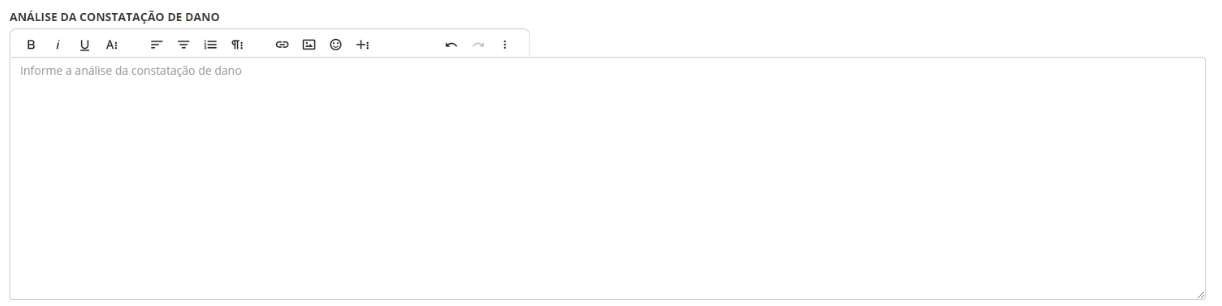 ANÁLISE DA CONSTATAÇÃO DE DANO
B i U A
Informe a análise da constatação de dano